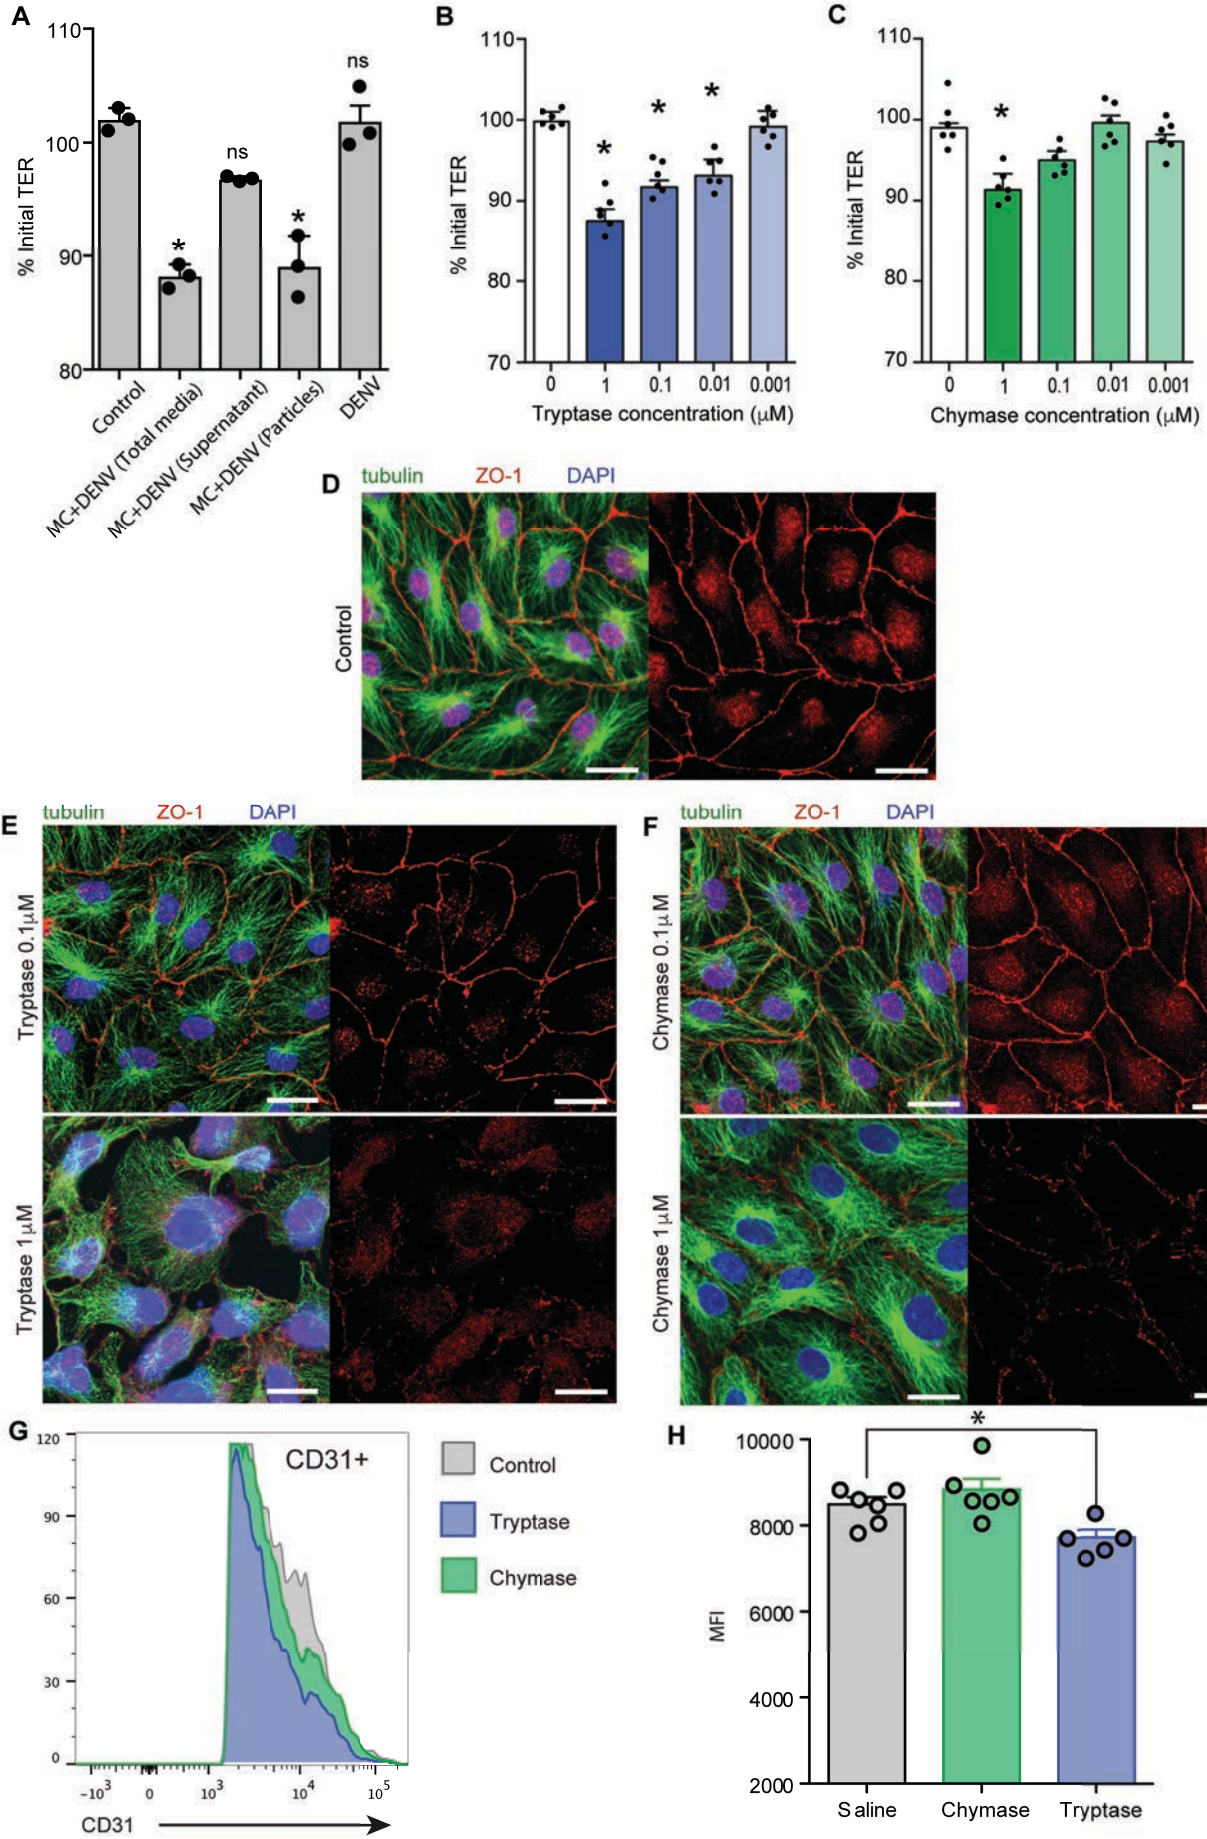 A
110
100
90
80
% Initial TER
*
ns
*
ns
Control
MC+DENV (Total media)
MC+DENV (Supernatant)
MC+DENV (Particles)
DENV
B
110
100
90
80
70
% Initial TER
*
*
*
0 1 0.1 0.01 0.001
Tryptase concentration (μM)
C
110
100
90
80
70
% Initial TER
*
0 1 0.1 0.01 0.001
Chymase concentration (μM)
D
tubulin ZO-1 DAPI
Control
E
tubulin ZO-1 DAPI
Tryptase 0.1μM
Tryptase 1μM
F
tubulin ZO-1 DAPI
Chymase 0.1μM
Chymase 1μM
G
120
90
60
30
0
CD31+
-10³ 0 10³ 10⁴ 10⁵
CD31
Control
Tryptase
Chymase
H
*
10000
8000
6000
4000
2000
MFI
Saline Chymase Tryptase